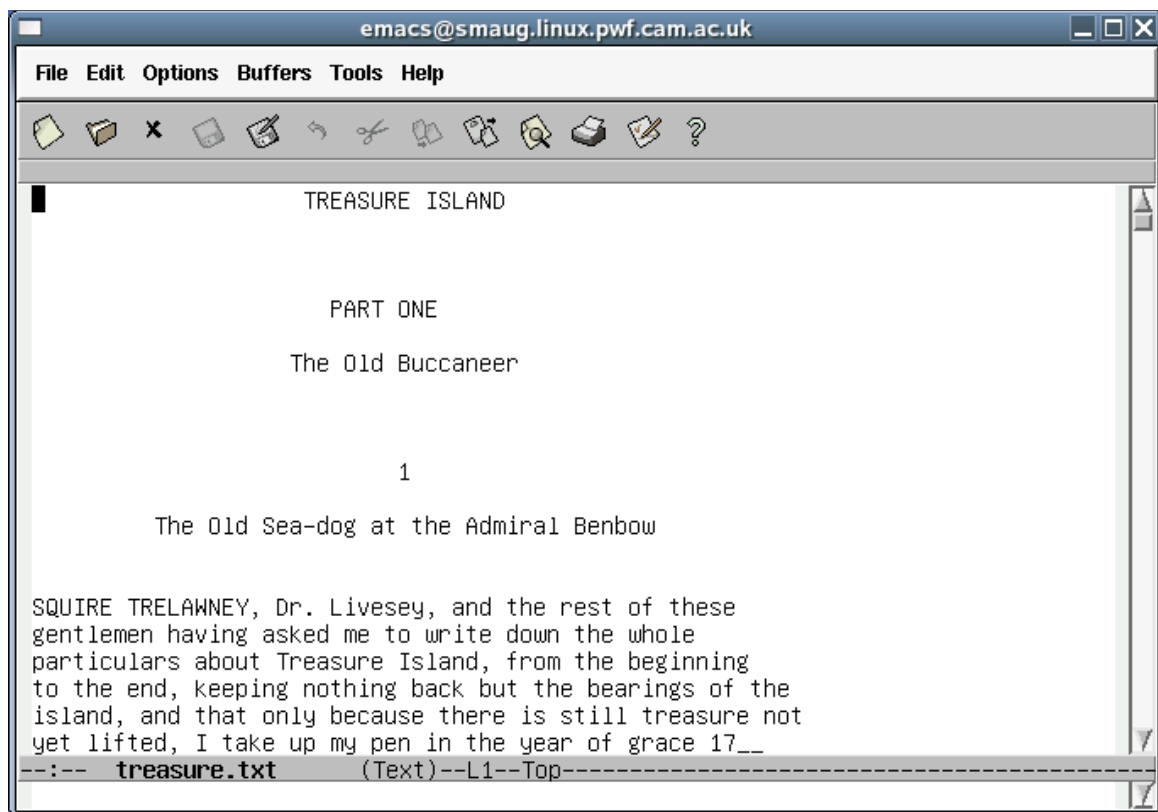 emacs@smaug.linux.pwf.cam.ac.uk
File Edit Options Buffers Tools Help
TREASURE ISLAND
PART ONE
The Old Buccaneer
1
The Old Sea-dog at the Admiral Benbow
SQUIRE TRELAWNEY, Dr. Livesey, and the rest of these
gentlemen having asked me to write down the whole
particulars about Treasure Island, from the beginning
to the end, keeping nothing back but the bearings of the
island, and that only because there is still treasure not
yet lifted, I take up my pen in the year of grace 17__
--:-- treasure.txt (Text)--L1--Top--------------------------------------------